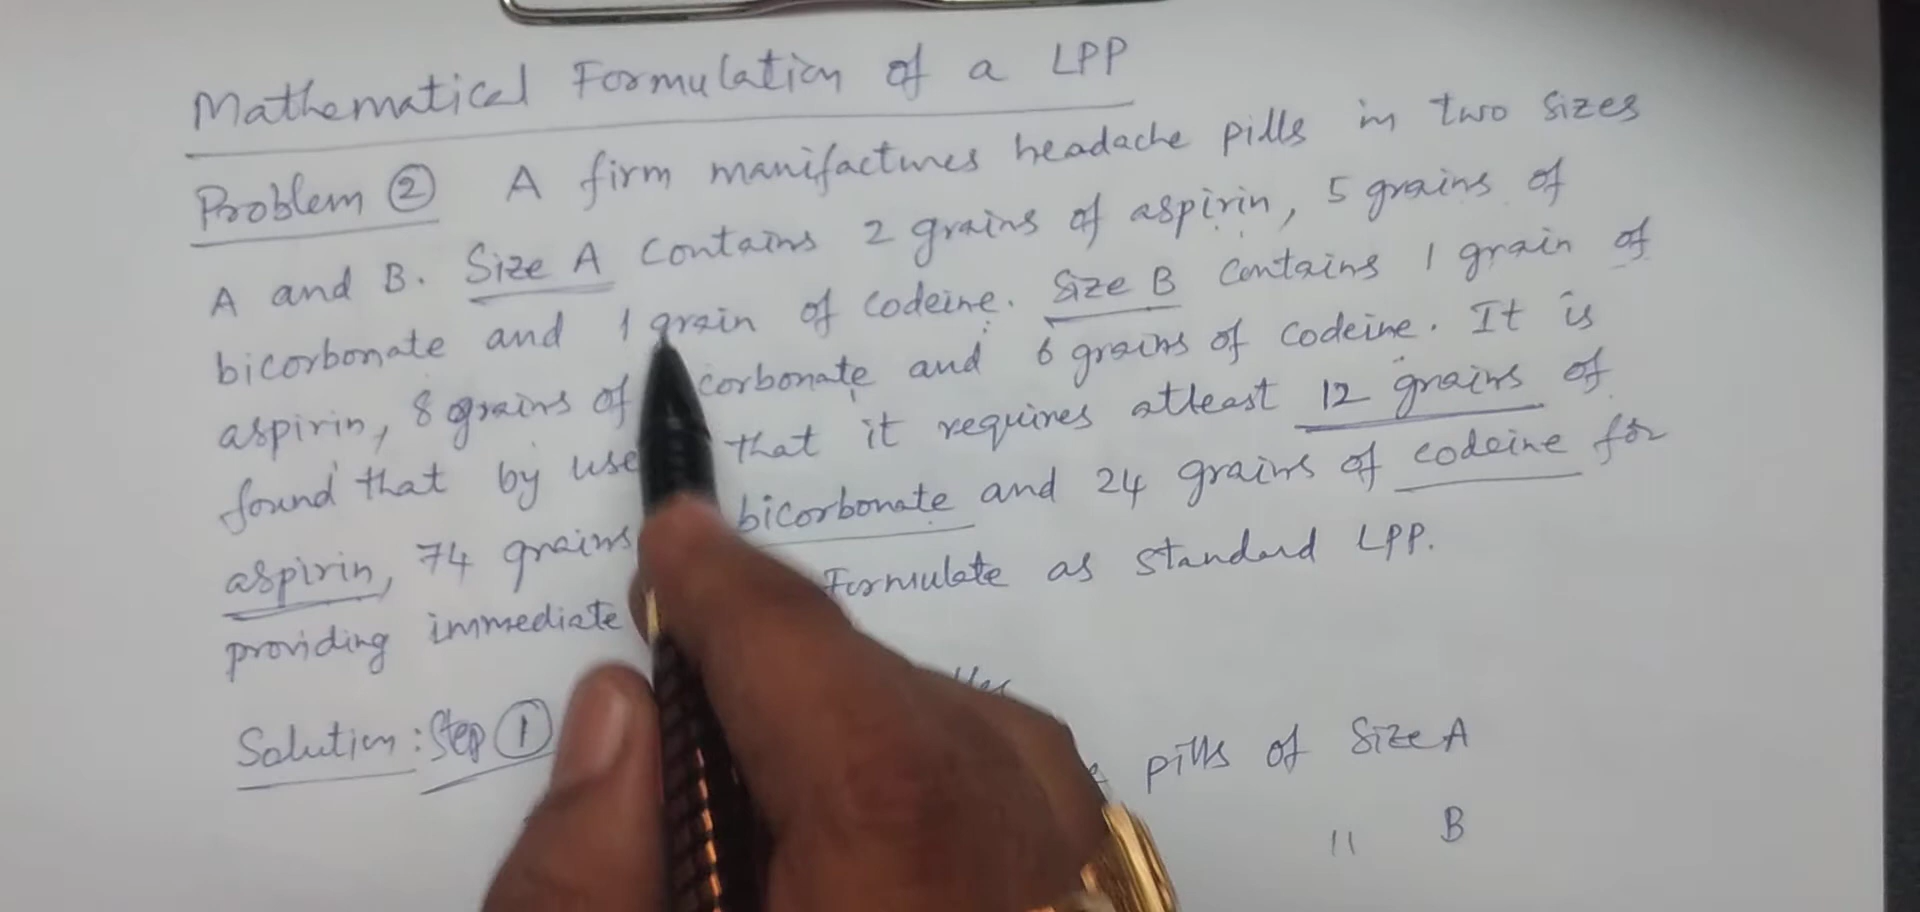 Mathematical Formulation of a LPP
Problem ② A firm manifactures headache pills in two sizes
A and B. Size A contains 2 grains of aspirin, 5 grains of
bicorbonate and 1 grain of codeine. Size B contains 1 grain of
aspirin, 8 grains of corbonate and 6 grains of codeine. It is
found that by use that it requires atleast 12 grains of
aspirin, 74 grains bicorbonate and 24 grains of codeine for
providing immediate Formulate as standard LPP.
Solution: Step ①
pills of Size A
" B